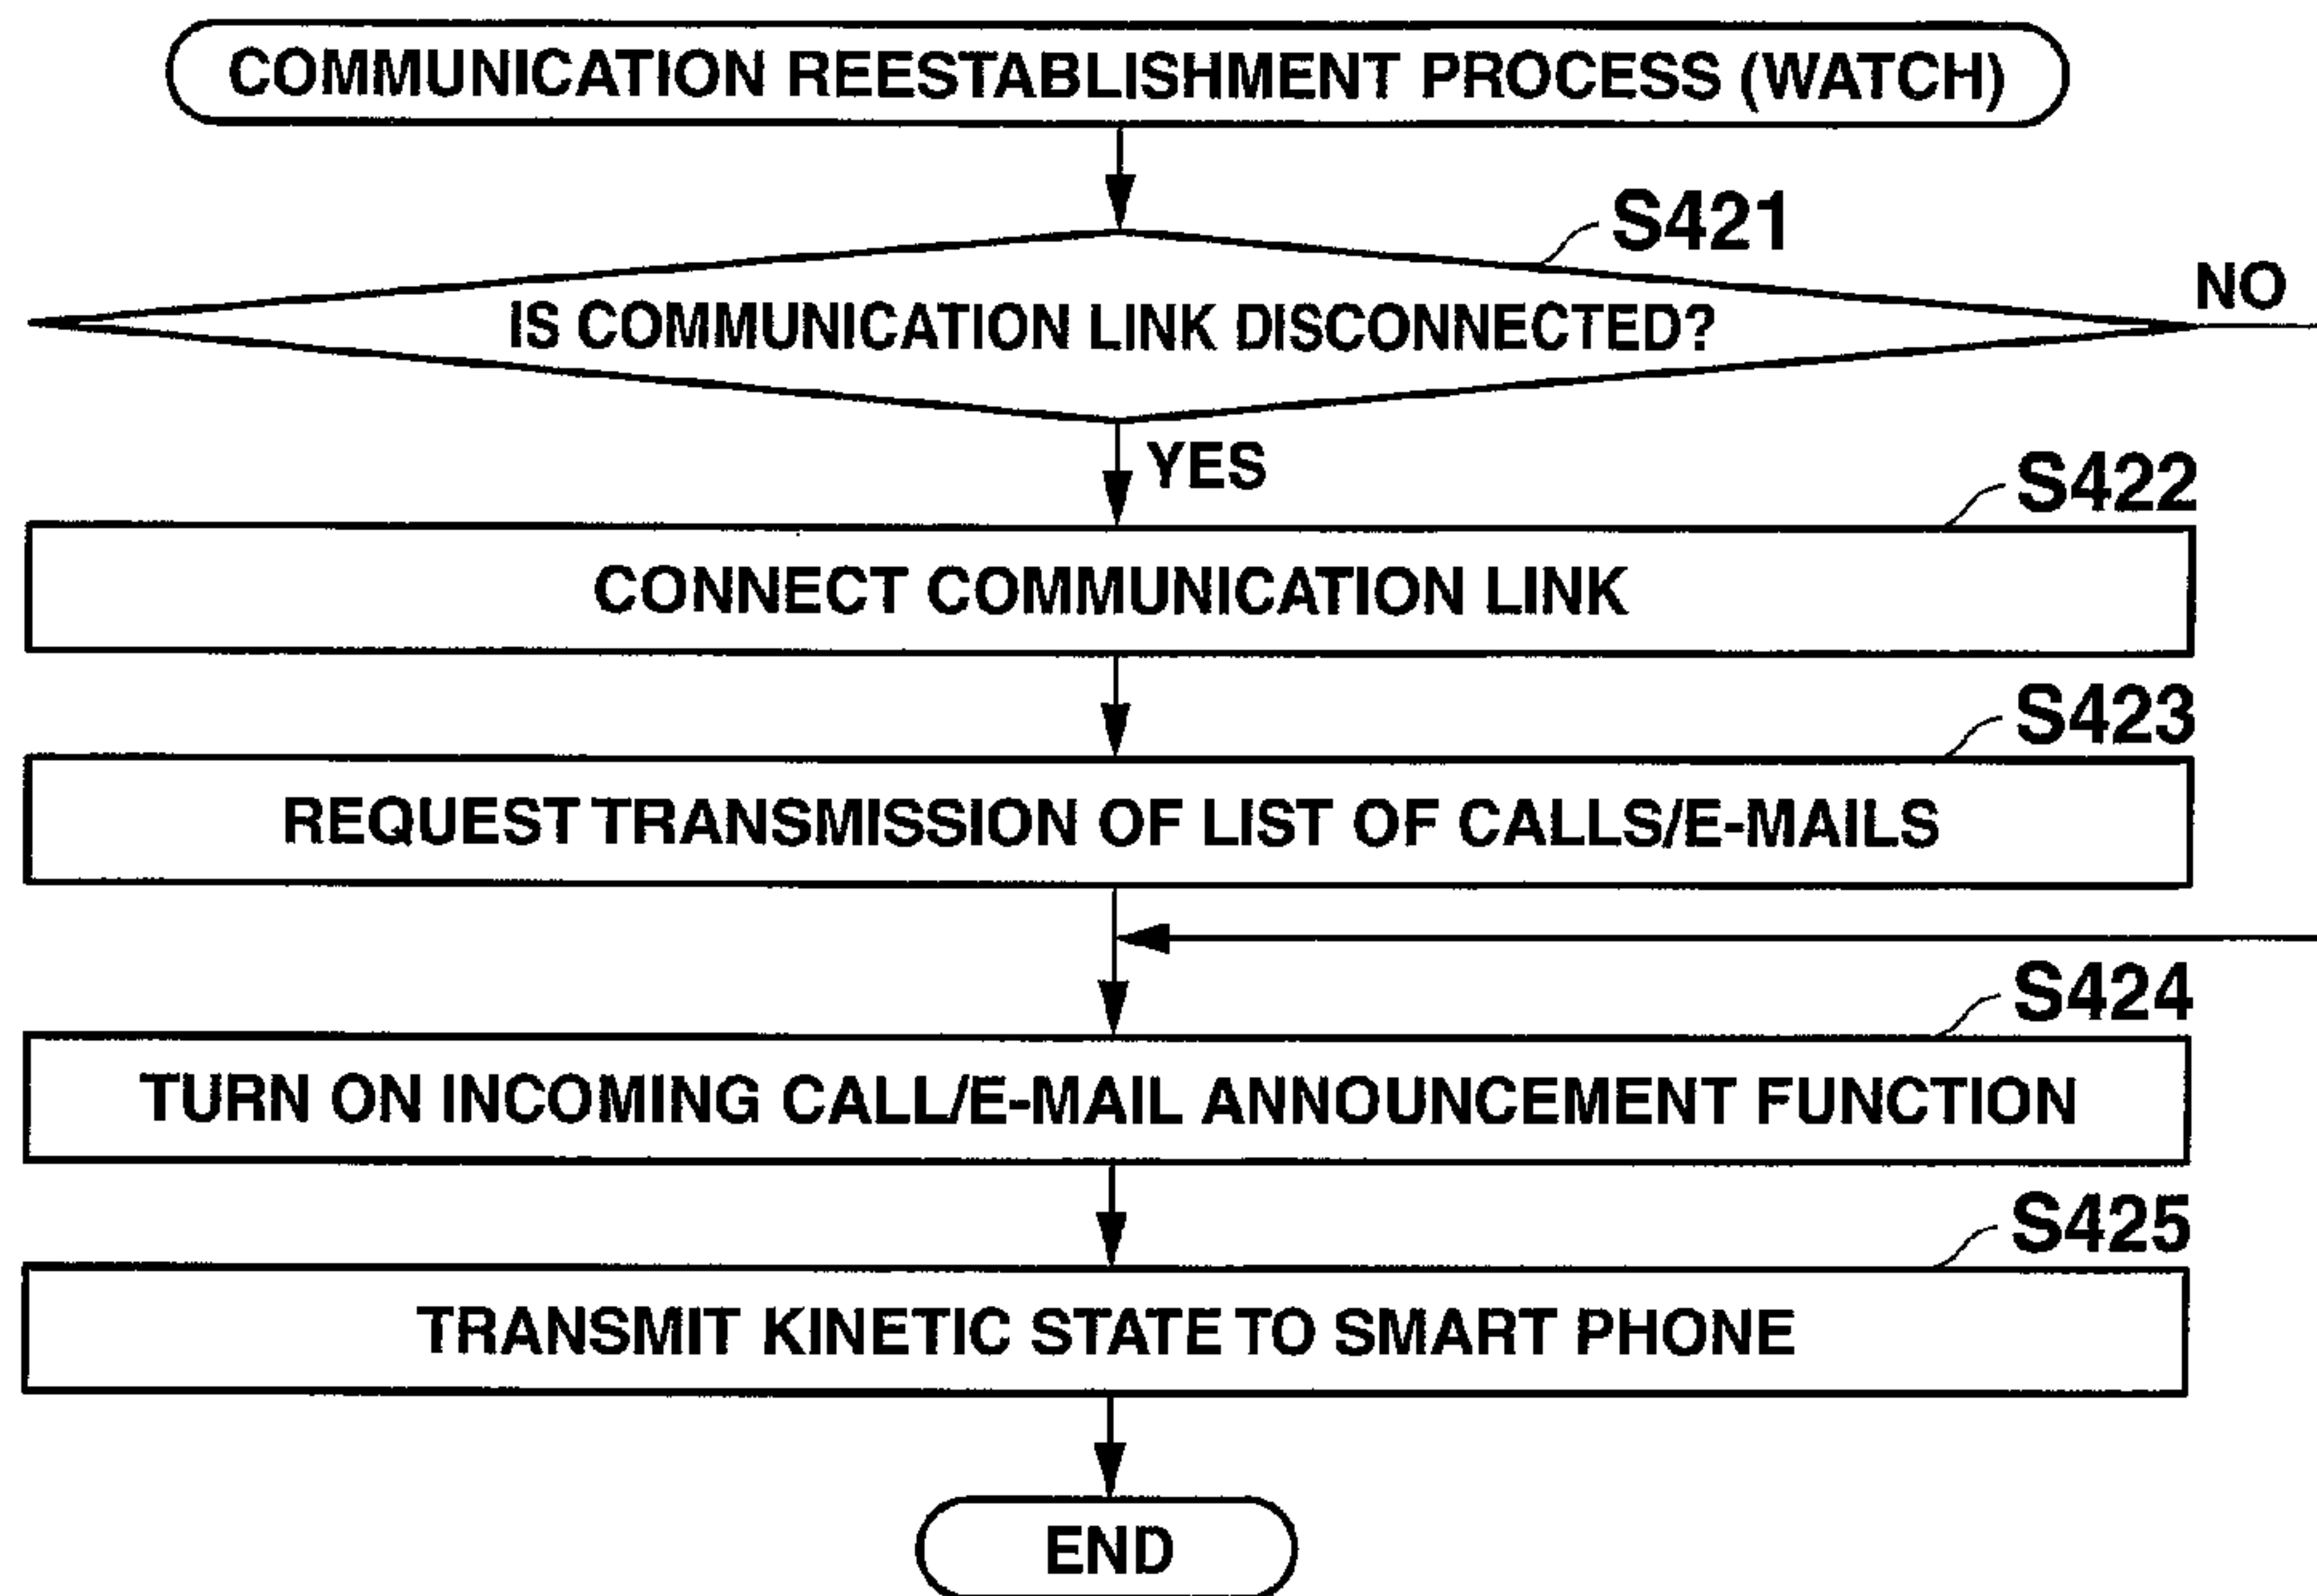 COMMUNICATION REESTABLISHMENT PROCESS (WATCH)
S421
IS COMMUNICATION LINK DISCONNECTED?
NO
YES
S422
CONNECT COMMUNICATION LINK
S423
REQUEST TRANSMISSION OF LIST OF CALLS/E-MAILS
S424
TURN ON INCOMING CALL/E-MAIL ANNOUNCEMENT FUNCTION
S425
TRANSMIT KINETIC STATE TO SMART PHONE
END